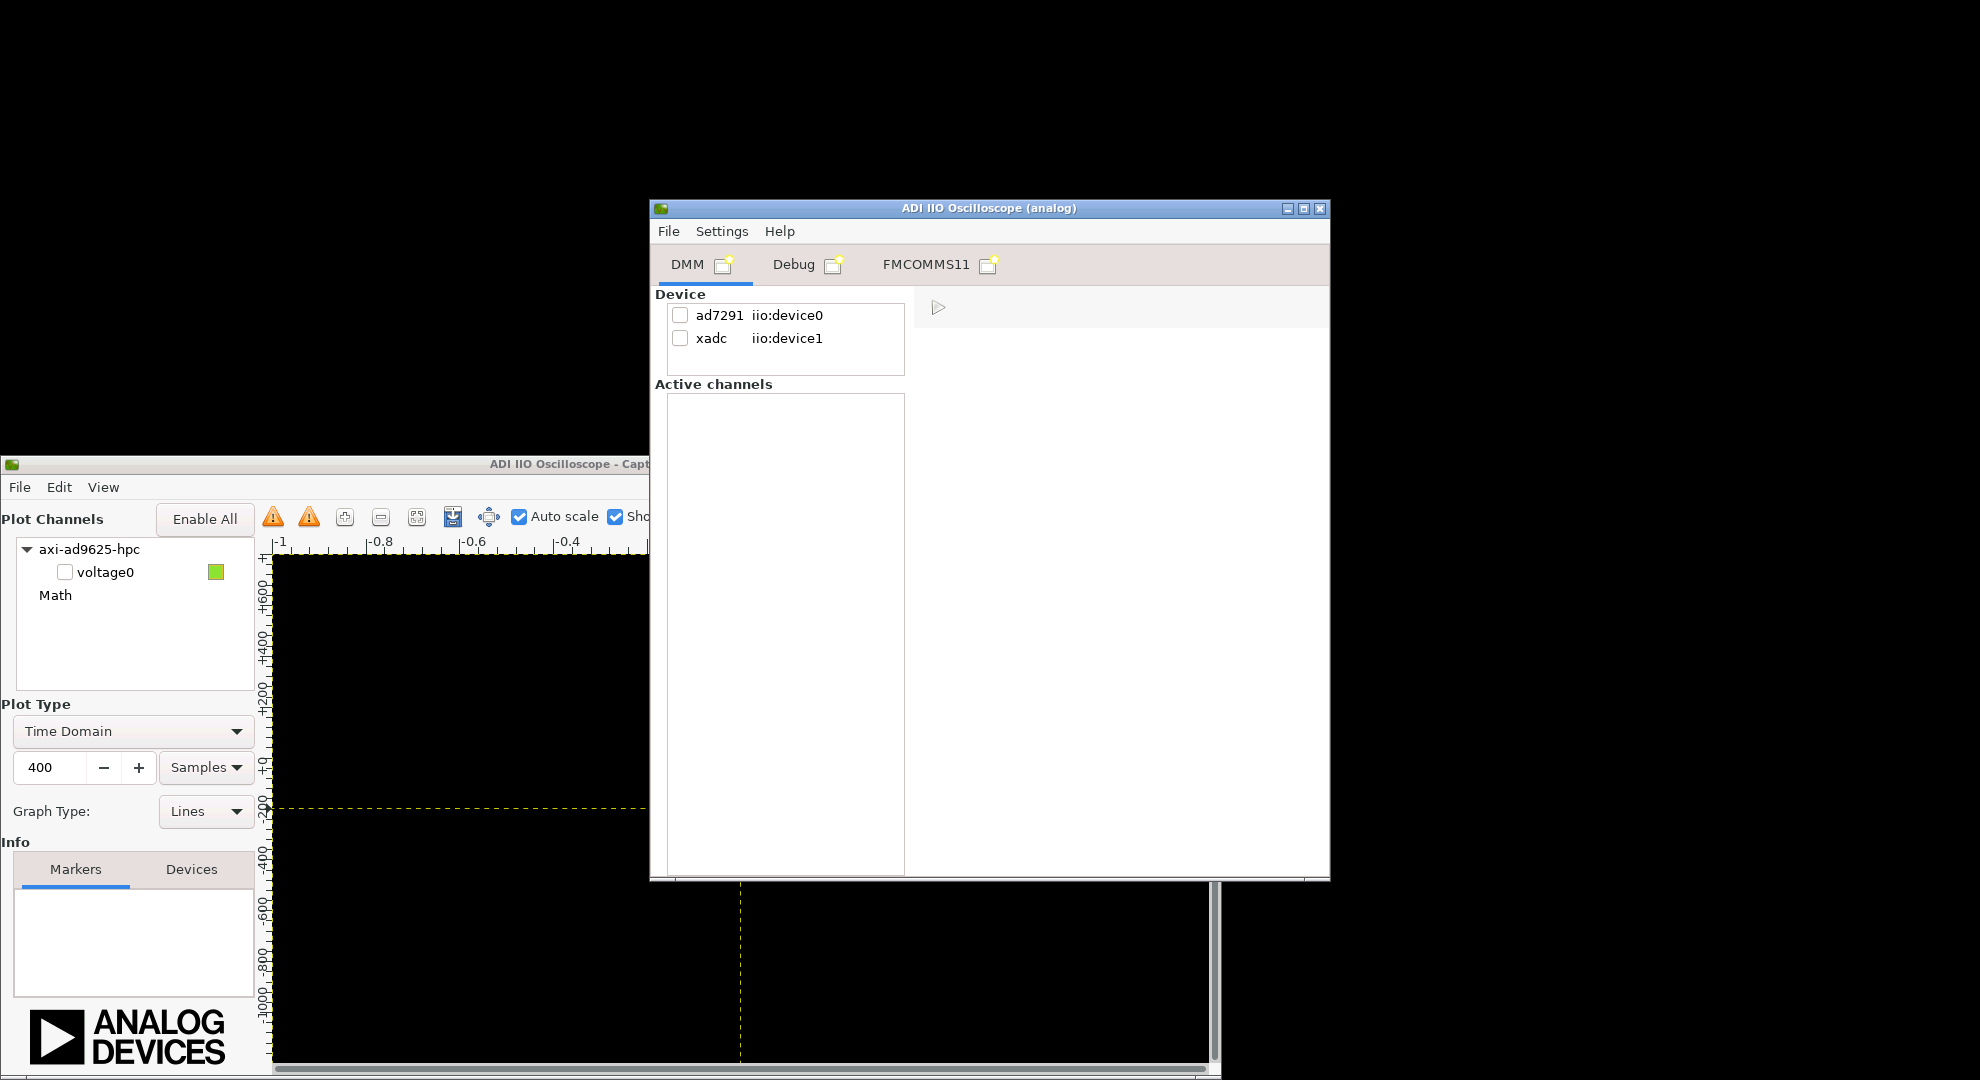 ADI IIO Oscilloscope (analog)
File Settings Help
DMM Debug FMCOMMS11
Device
ad7291 iio:device0
xadc iio:device1
Active channels
ADI IIO Oscilloscope - Capt
File Edit View
Plot Channels Enable All
Auto scale Sho
axi-ad9625-hpc
voltage0
Math
Plot Type
Time Domain
400 Samples
Graph Type: Lines
Info
Markers Devices
ANALOG
DEVICES
-1 -0.8 -0.6 -0.4
+600
+400
+200
+0
-200
-400
-600
-800
-1000